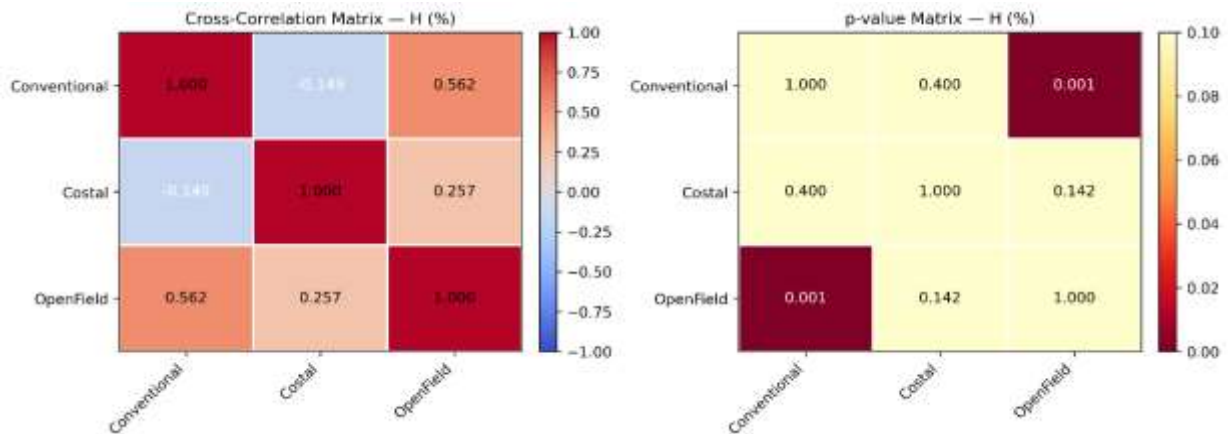 Cross-Correlation Matrix — H (%)
Conventional
Costal
OpenField
1.000 -0.149 0.562
-0.149 1.000 0.257
0.562 0.257 1.000
Conventional
Costal
OpenField
1.00
0.75
0.50
0.25
0.00
−0.25
−0.50
−0.75
−1.00
p-value Matrix — H (%)
Conventional
Costal
OpenField
1.000 0.400 0.001
0.400 1.000 0.142
0.001 0.142 1.000
Conventional
Costal
OpenField
0.10
0.08
0.06
0.04
0.02
0.00